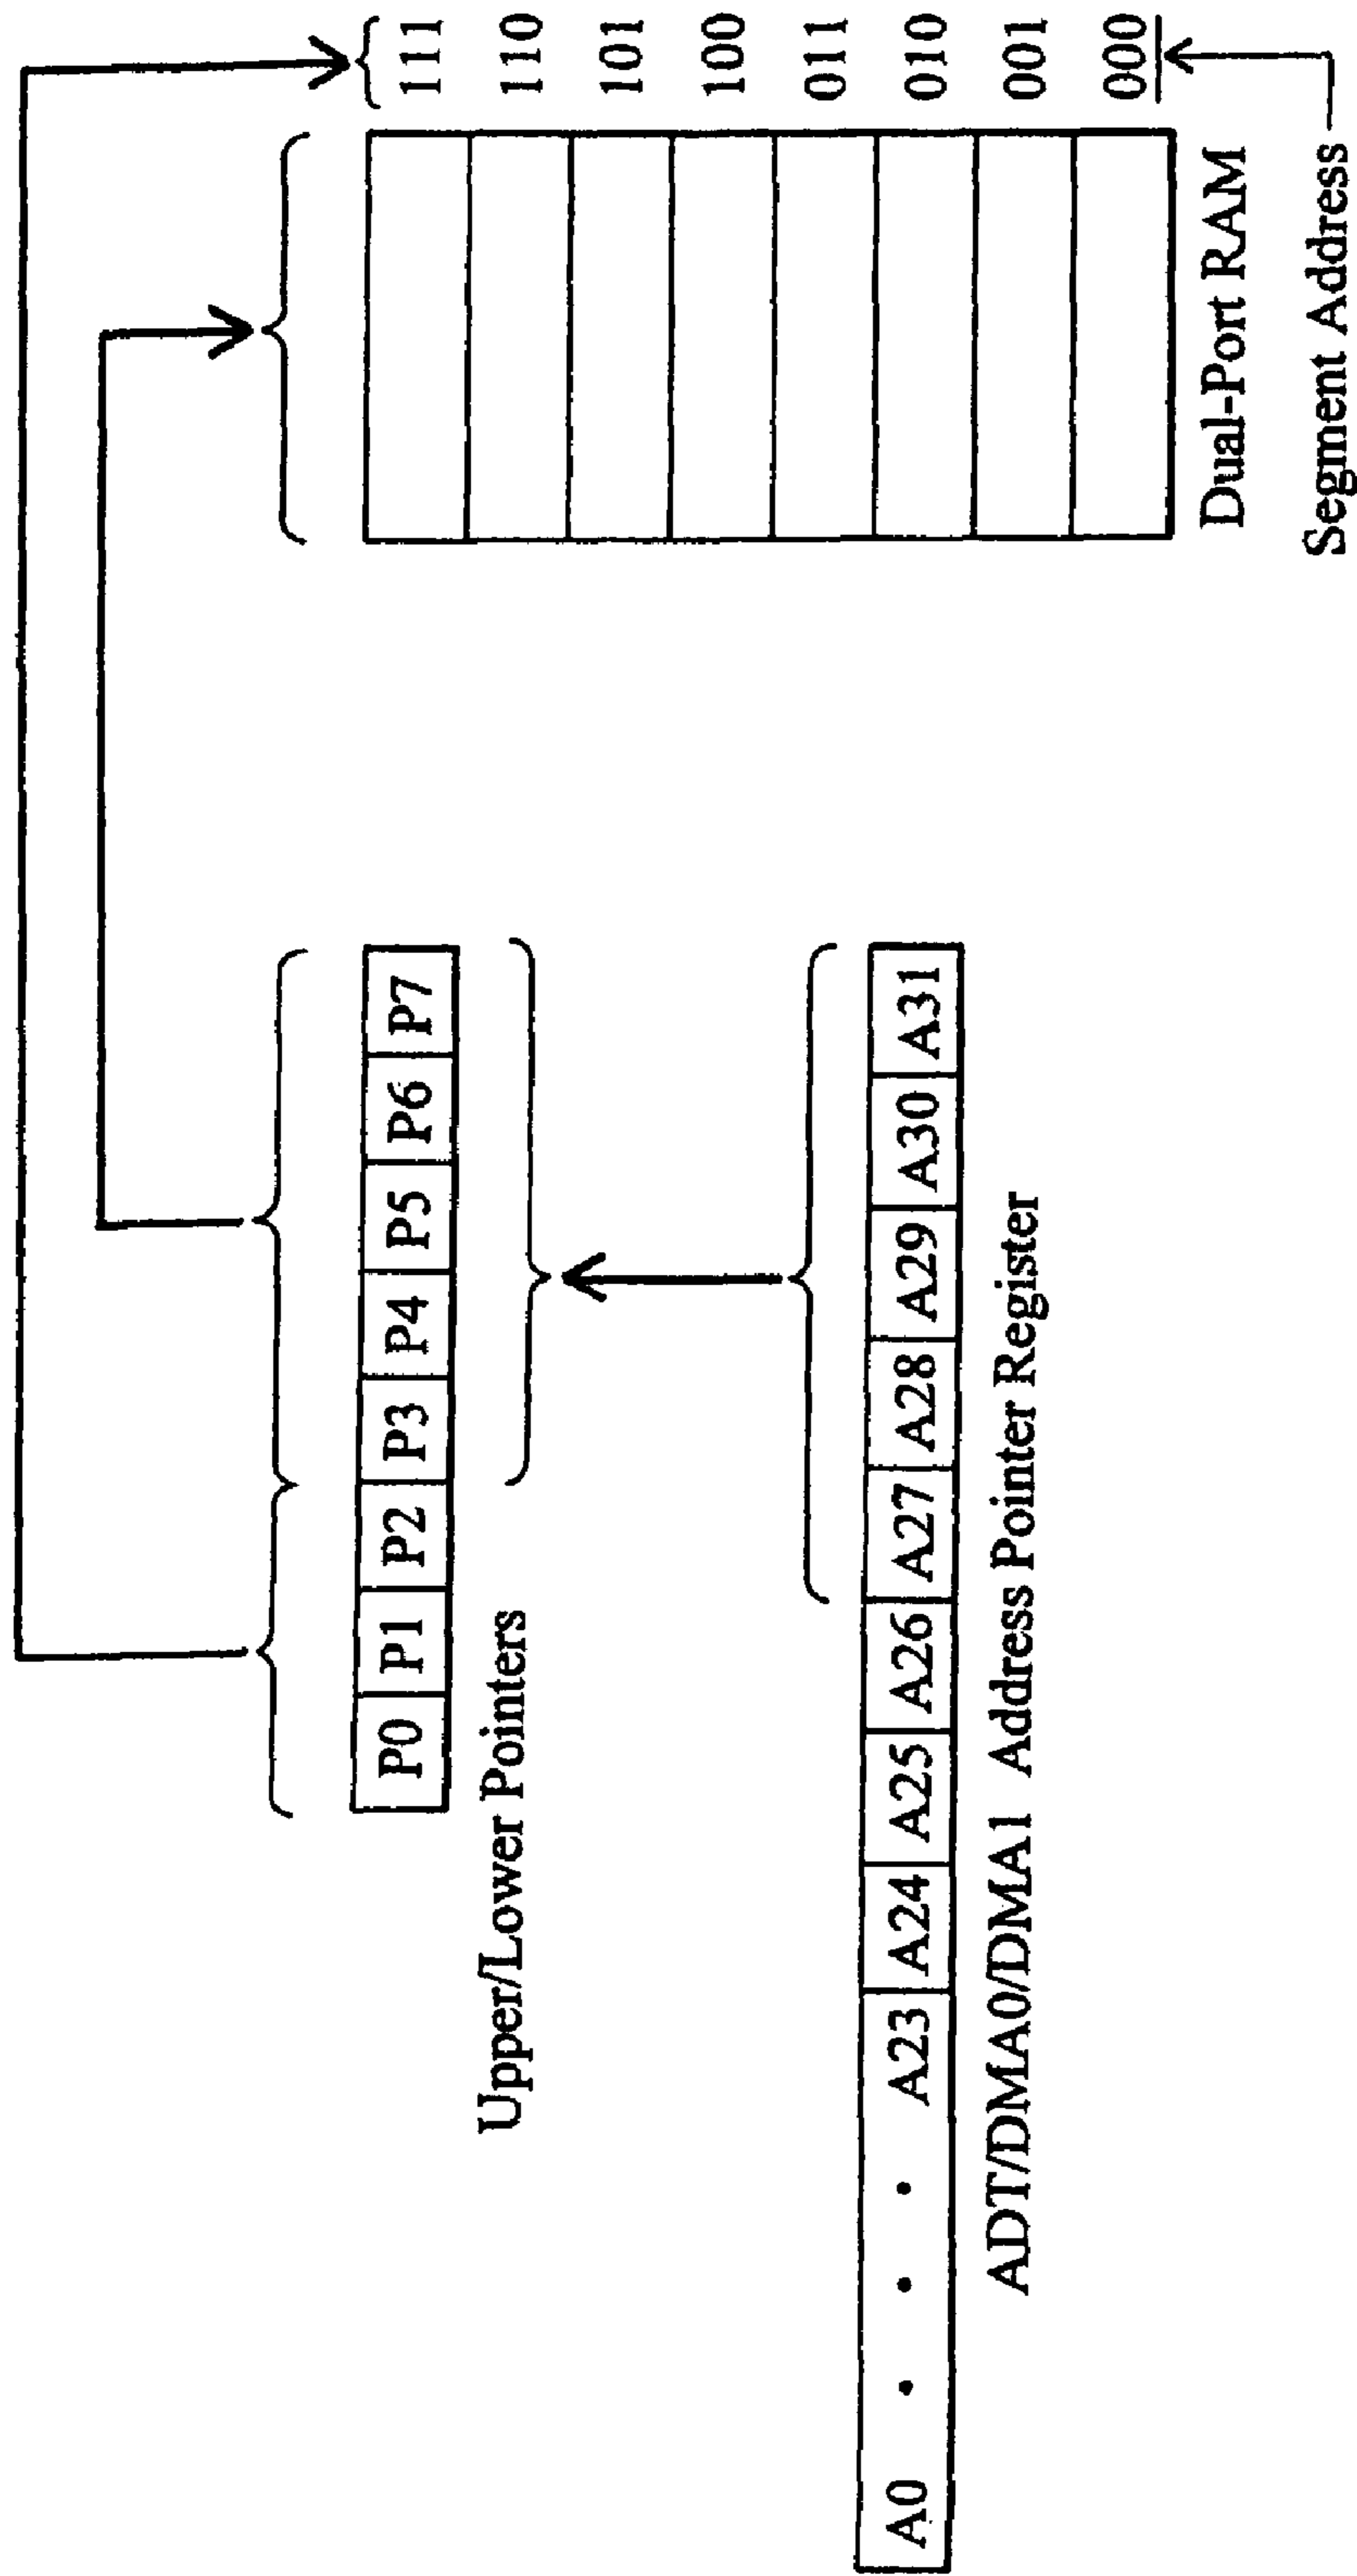 P0 P1 P2 P3 P4 P5 P6 P7
Upper/Lower Pointers
A0 • • • A23 A24 A25 A26 A27 A28 A29 A30 A31
ADT/DMA0/DMA1 Address Pointer Register
111
110
101
100
011
010
001
000
Dual-Port RAM
Segment Address